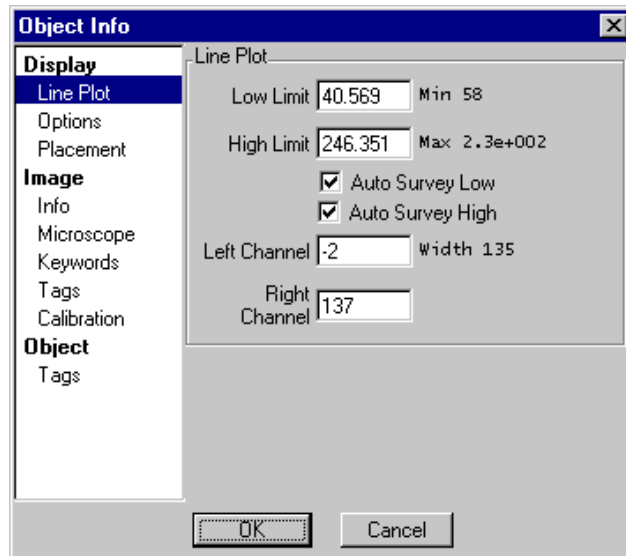 Object Info
Display
Line Plot
Options
Placement
Image
Info
Microscope
Keywords
Tags
Calibration
Object
Tags
Line Plot
Low Limit 40.569 Min 58
High Limit 246.351 Max 2.3e+002
Auto Survey Low
Auto Survey High
Left Channel -2 Width 135
Right
Channel 137
OK Cancel